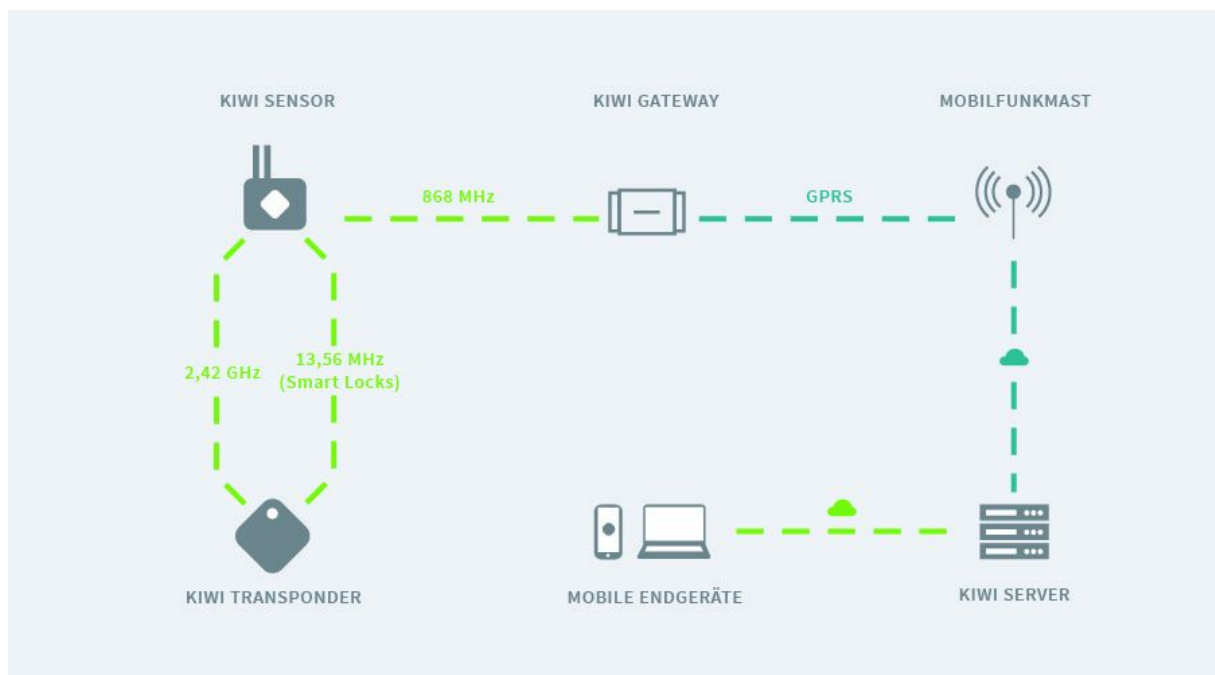 KIWI SENSOR
KIWI GATEWAY
MOBILFUNKMAST
868 MHz
GPRS
2,42 GHz
13,56 MHz
(Smart Locks)
KIWI TRANSPONDER
MOBILE ENDGERÄTE
KIWI SERVER